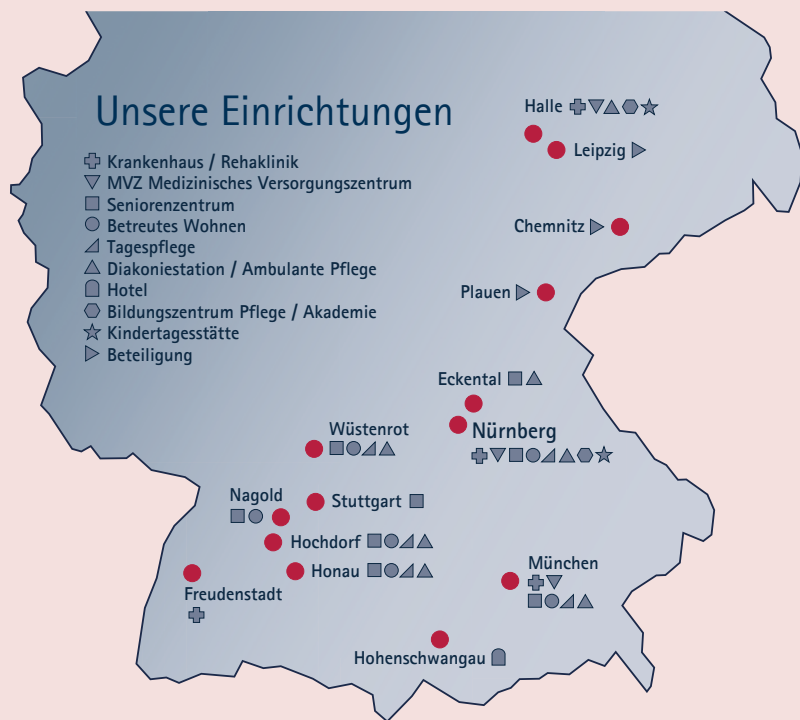 Unsere Einrichtungen
Krankenhaus / Rehaklinik
MVZ Medizinisches Versorgungszentrum
Seniorenzentrum
Betreutes Wohnen
Tagespflege
Diakoniestation / Ambulante Pflege
Hotel
Bildungszentrum Pflege / Akademie
Kindertagesstätte
Beteiligung
Halle
Leipzig
Chemnitz
Plauen
Eckental
Wüstenrot
Nürnberg
Nagold
Stuttgart
Hochdorf
Honau
München
Freudenstadt
Hohenschwangau